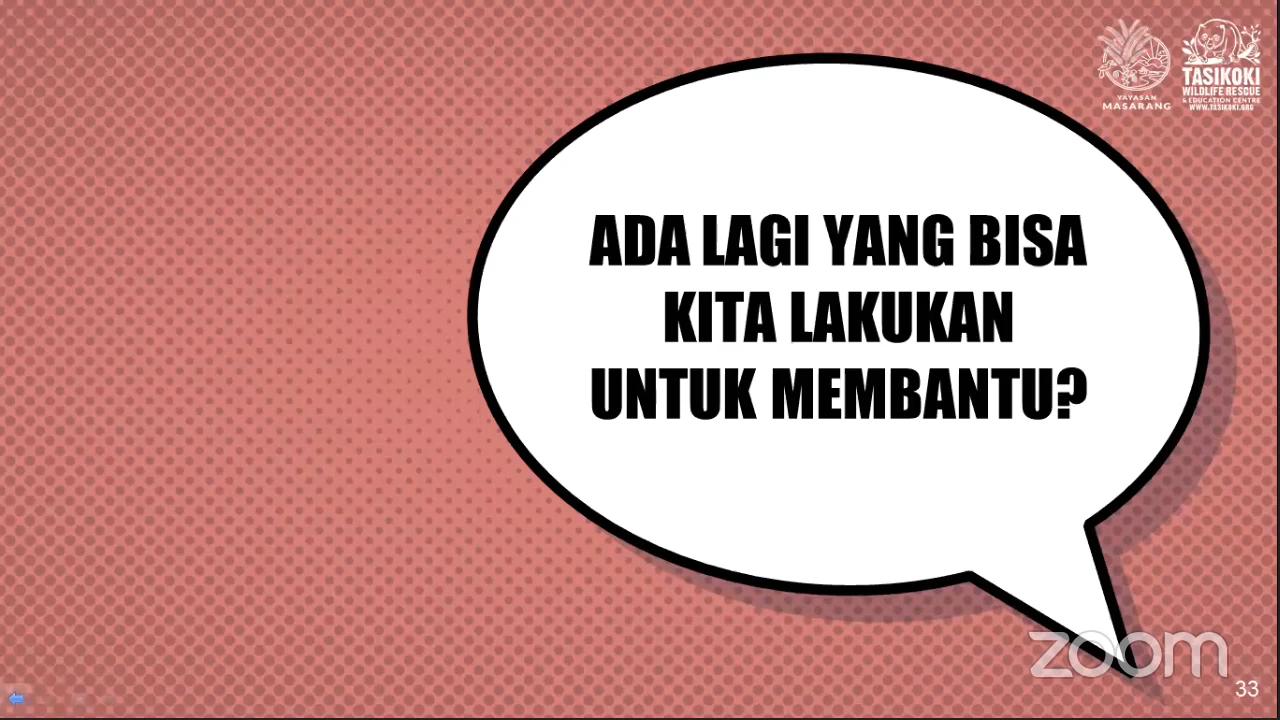 YAYASAN
MASARANG
TASIKOKI
WILDLIFE RESCUE
& EDUCATION CENTRE
WWW.TASIKOKI.ORG
ADA LAGI YANG BISA
KITA LAKUKAN
UNTUK MEMBANTU?
zoom
33